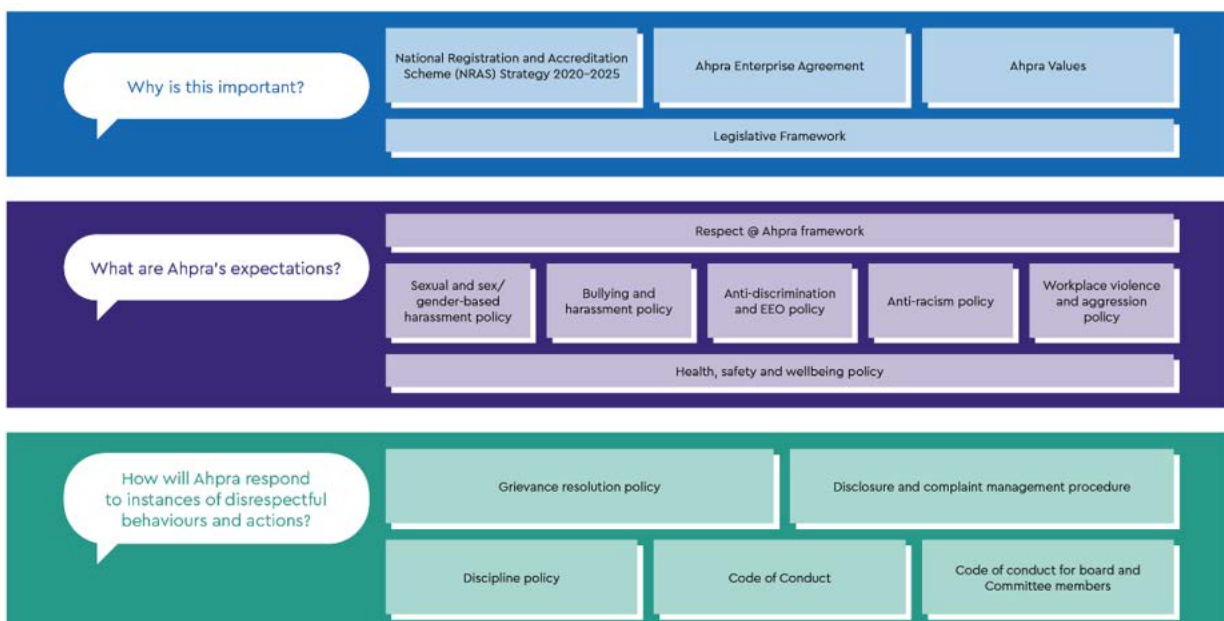 Why is this important?
National Registration and Accreditation
Scheme (NRAS) Strategy 2020–2025
Ahpra Enterprise Agreement
Ahpra Values
Legislative Framework
What are Ahpra's expectations?
Respect @ Ahpra framework
Sexual and sex/
gender-based
harassment policy
Bullying and
harassment policy
Anti-discrimination
and EEO policy
Anti-racism policy
Workplace violence
and aggression
policy
Health, safety and wellbeing policy
How will Ahpra respond
to instances of disrespectful
behaviours and actions?
Grievance resolution policy
Disclosure and complaint management procedure
Discipline policy
Code of Conduct
Code of conduct for board and
Committee members